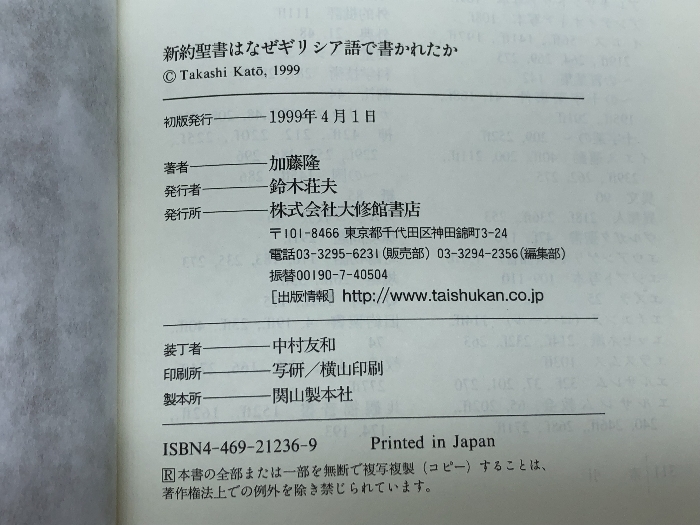 新約聖書はなぜギリシア語で書かれたか
© Takashi Katō, 1999
初版発行――1999年4月1日
著者――加藤隆
発行者――鈴木荘夫
発行所――株式会社大修館書店
〒101-8466 東京都千代田区神田錦町3-24
電話03-3295-6231(販売部) 03-3294-2356(編集部)
振替00190-7-40504
[出版情報] http://www.taishukan.co.jp
装丁者――中村友和
印刷所――写研／横山印刷
製本所――関山製本社
ISBN4-469-21236-9 Printed in Japan
Ⓡ本書の全部または一部を無断で複写複製（コピー）することは、
著作権法上での例外を除き禁じられています。